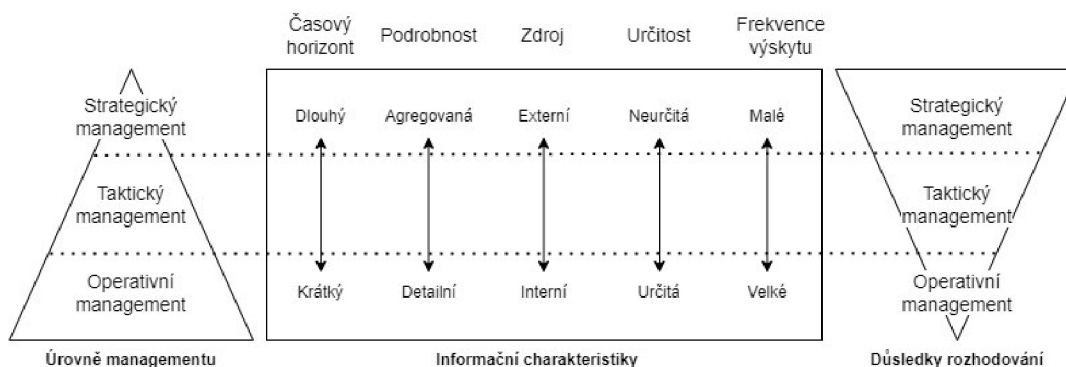 Časový
horizont
Podrobnost
Zdroj
Určitost
Frekvence
výskytu
Strategický
management
Dlouhý
Agregovaná
Externí
Neurčitá
Malé
Strategický
management
Taktický
management
Taktický
management
Operativní
management
Krátký
Detailní
Interní
Určitá
Velké
Operativní
management
Úrovně managementu
Informační charakteristiky
Důsledky rozhodování